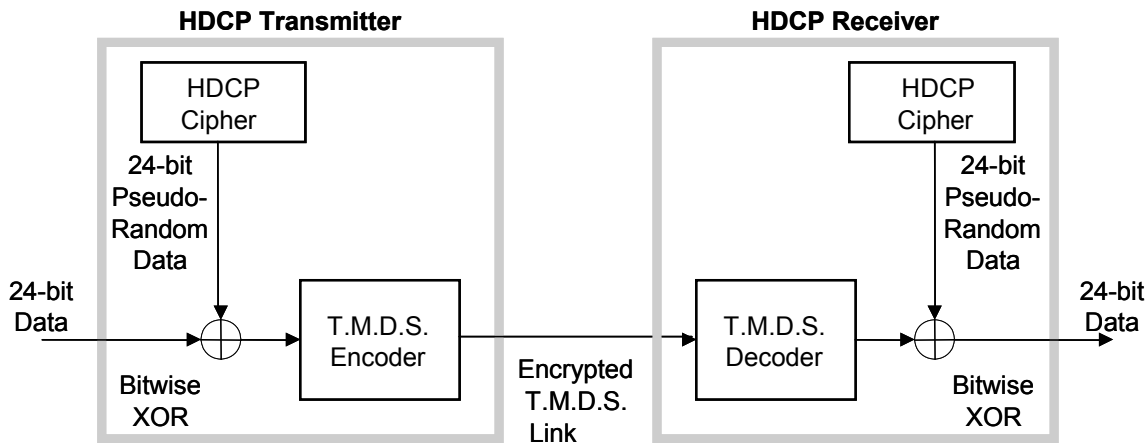 HDCP Transmitter
HDCP
Cipher
24-bit
Pseudo-
Random
Data
24-bit
Data
Bitwise
XOR
T.M.D.S.
Encoder
Encrypted
T.M.D.S.
Link
HDCP Receiver
HDCP
Cipher
24-bit
Pseudo-
Random
Data
T.M.D.S.
Decoder
Bitwise
XOR
24-bit
Data